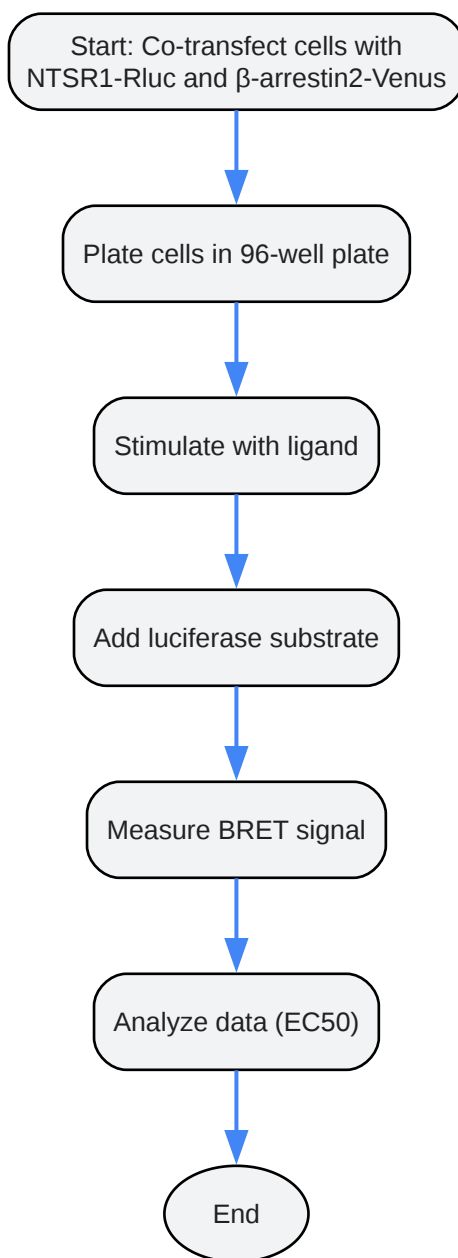 Start: Co-transfect cells with
NTSR1-Rluc and β-arrestin2-Venus
Plate cells in 96-well plate
Stimulate with ligand
Add luciferase substrate
Measure BRET signal
Analyze data (EC50)
End